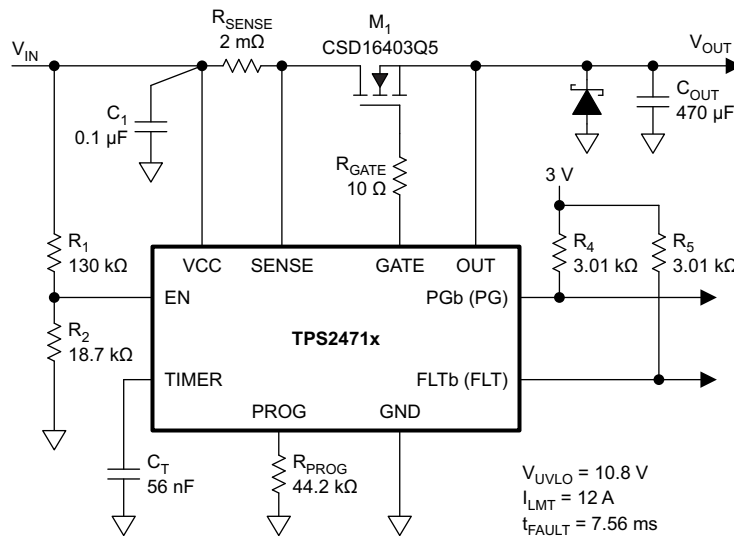 R_SENSE
2 mΩ
M_1
CSD16403Q5
V_IN
V_OUT
C_1
0.1 µF
C_OUT
470 µF
R_GATE
10 Ω
3 V
R_1
130 kΩ
R_4
3.01 kΩ
R_5
3.01 kΩ
VCC
SENSE
GATE
OUT
EN
PGb (PG)
R_2
18.7 kΩ
TPS2471x
TIMER
FLTb (FLT)
PROG
GND
C_T
56 nF
R_PROG
44.2 kΩ
V_UVLO = 10.8 V
I_LMT = 12 A
t_FAULT = 7.56 ms